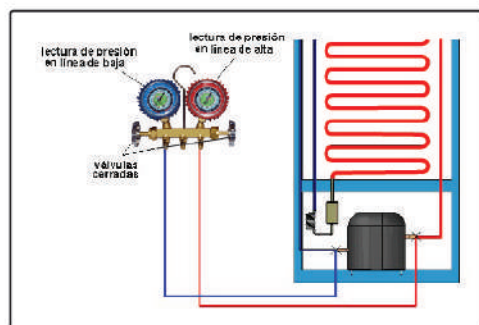 lectura de presión
en línea de baja
lectura de presión
en línea de alta
válvulas
cerradas